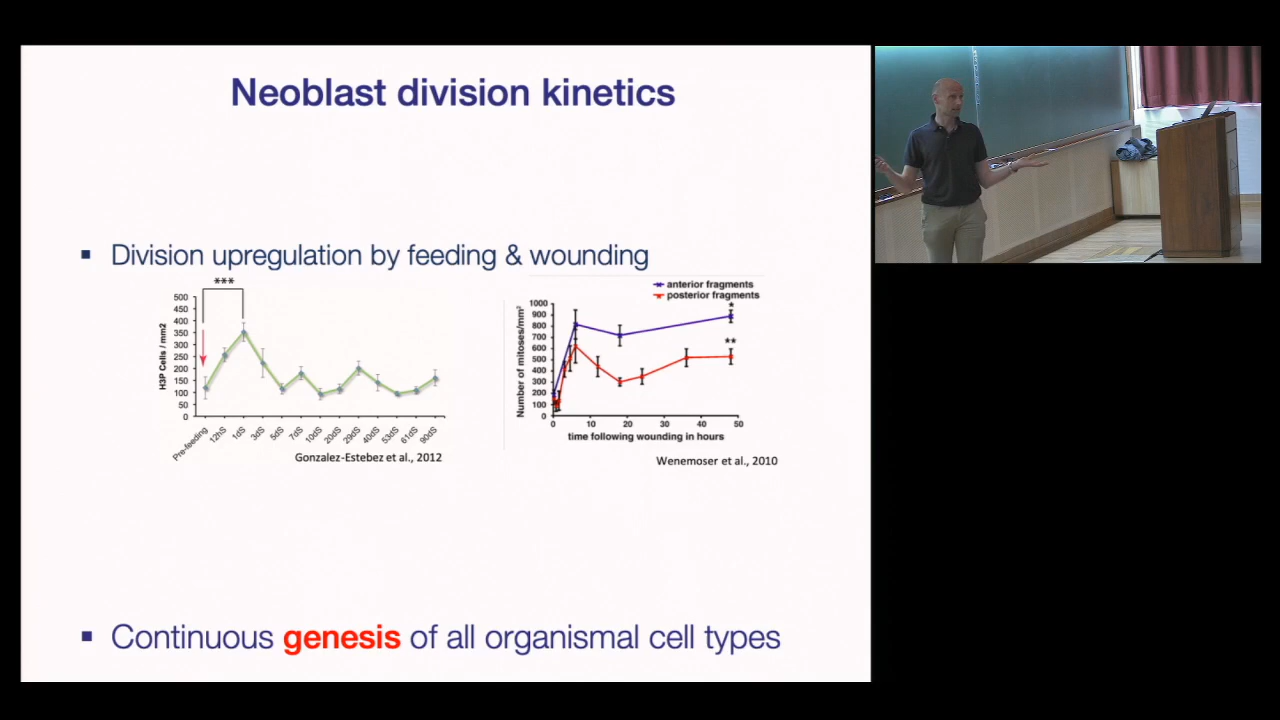 Neoblast division kinetics
▪ Division upregulation by feeding & wounding
***
500
450
400
350
300
250
200
150
100
50
0
H3P Cells / mm2
Pre-feeding 12hS 1dS 3dS 5dS 7dS 10dS 20dS 29dS 40dS 53dS 61dS 90dS
Gonzalez-Estebez et al., 2012
anterior fragments
posterior fragments
*
**
1000
900
800
700
600
500
400
300
200
100
0
Number of mitoses/mm²
0 10 20 30 40 50
time following wounding in hours
Wenemoser et al., 2010
▪ Continuous genesis of all organismal cell types